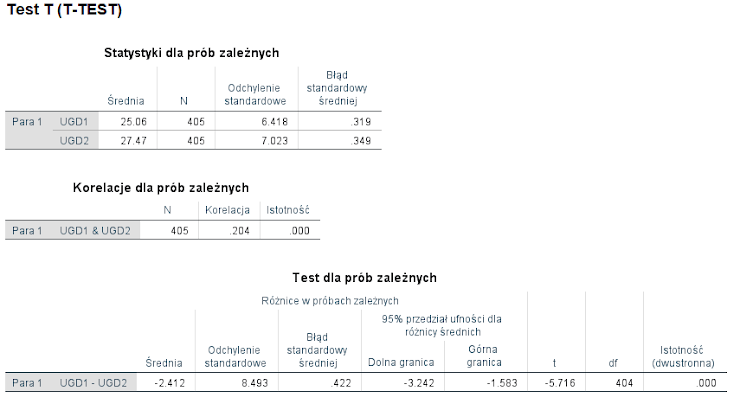 Test T (T-TEST)
Statystyki dla prób zależnych
Średnia N Odchylenie standardowe Błąd standardowy średniej
Para 1 UGD1 25.06 405 6.418 .319
UGD2 27.47 405 7.023 .349
Korelacje dla prób zależnych
N Korelacja Istotność
Para 1 UGD1 & UGD2 405 .204 .000
Test dla prób zależnych
Różnice w próbach zależnych
95% przedział ufności dla różnicy średnich
Średnia Odchylenie standardowe Błąd standardowy średniej Dolna granica Górna granica t df Istotność (dwustronna)
Para 1 UGD1 - UGD2 -2.412 8.493 .422 -3.242 -1.583 -5.716 404 .000